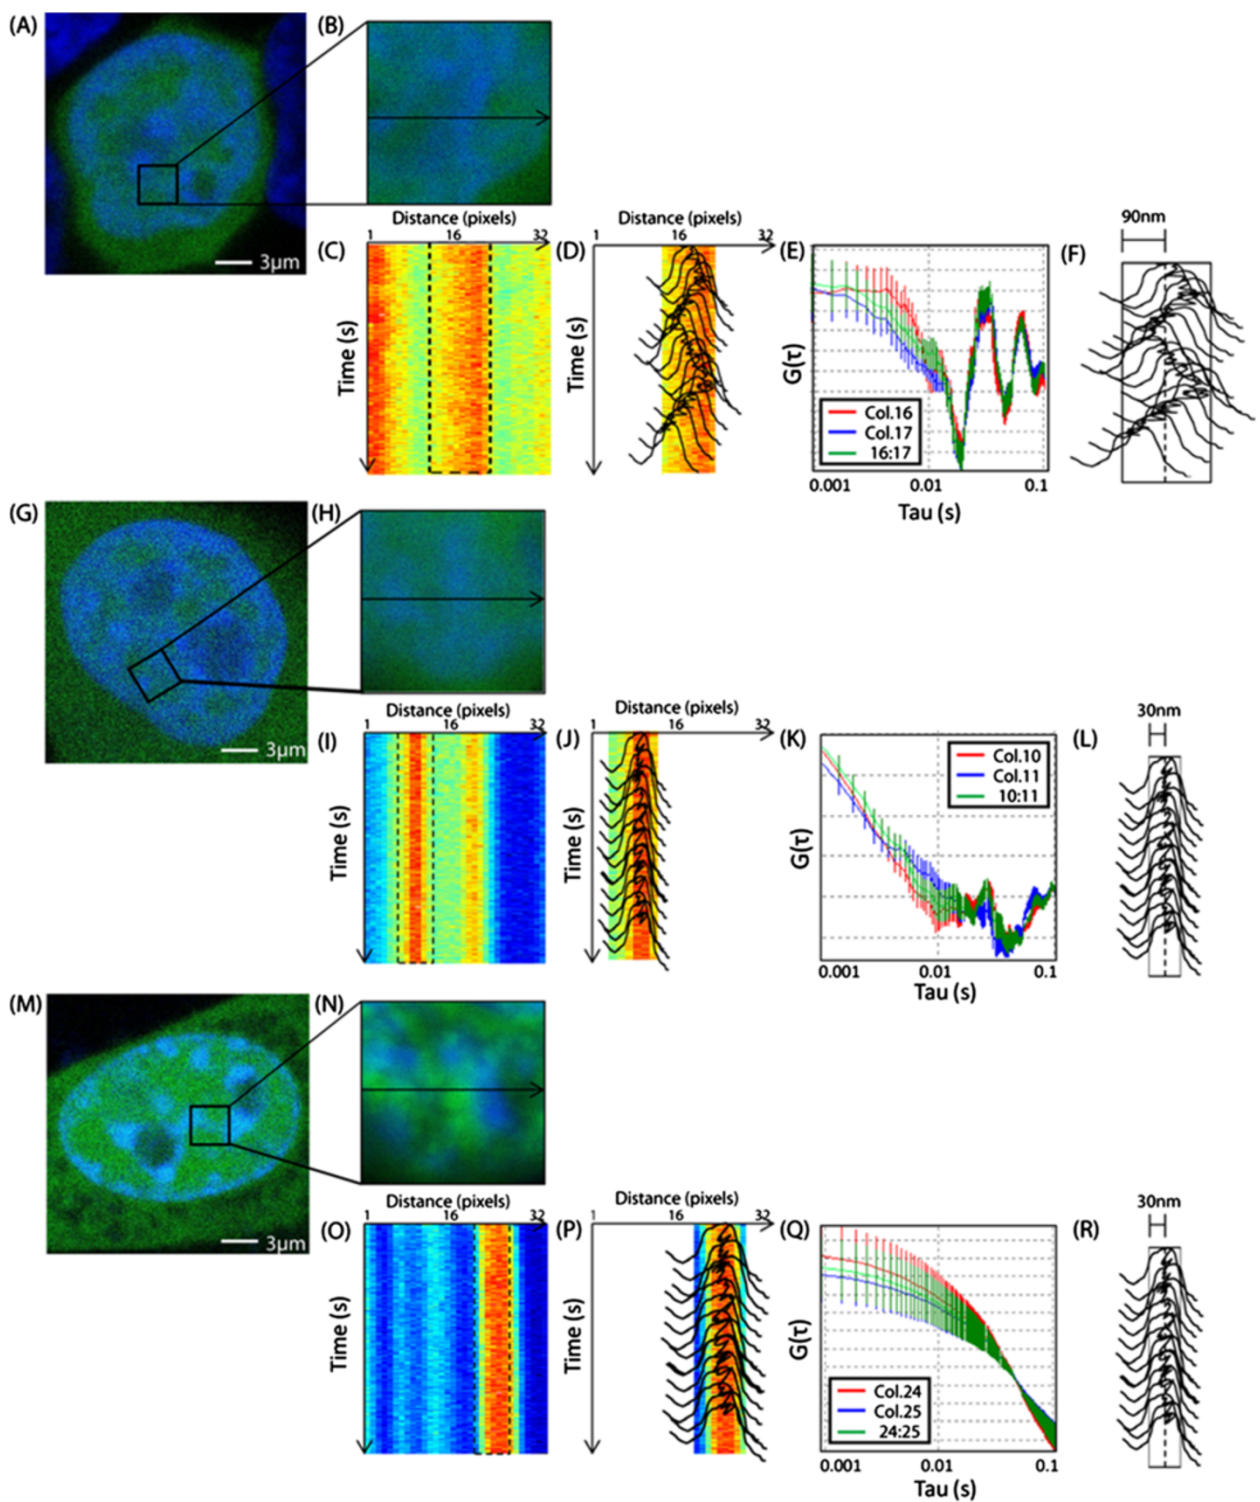 (A)
(B)
3μm
Distance (pixels)
1 16 32
(C)
Time (s)
Distance (pixels)
1 16 32
(D)
Time (s)
(E)
G(τ)
Col.16
Col.17
16:17
0.001 0.01 0.1
Tau (s)
90nm
(F)
(G)
(H)
3μm
Distance (pixels)
1 16 32
(I)
Time (s)
Distance (pixels)
1 16 32
(J)
Time (s)
(K)
G(τ)
Col.10
Col.11
10:11
0.001 0.01 0.1
Tau (s)
30nm
(L)
(M)
(N)
3μm
Distance (pixels)
1 16 32
(O)
Time (s)
Distance (pixels)
1 16 32
(P)
Time (s)
(Q)
G(τ)
Col.24
Col.25
24:25
0.001 0.01 0.1
Tau (s)
30nm
(R)